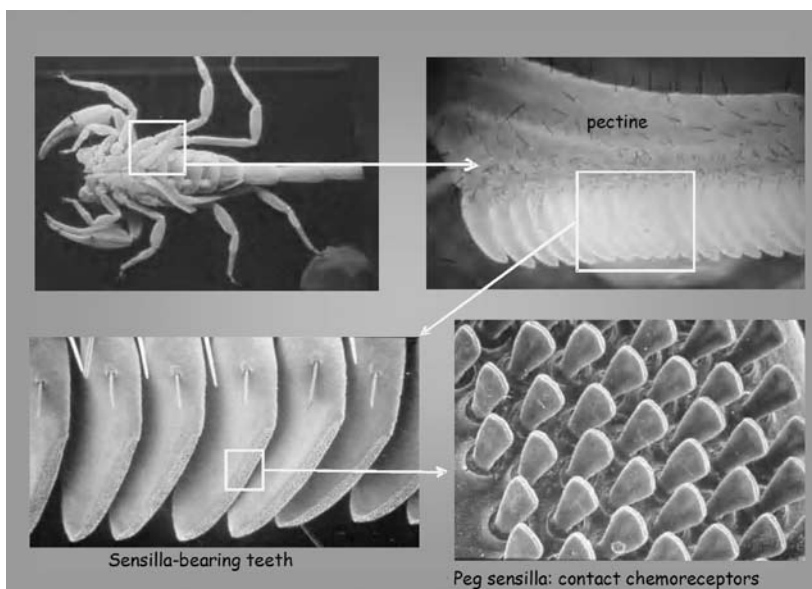 pectine
Sensilla-bearing teeth
Peg sensilla: contact chemoreceptors